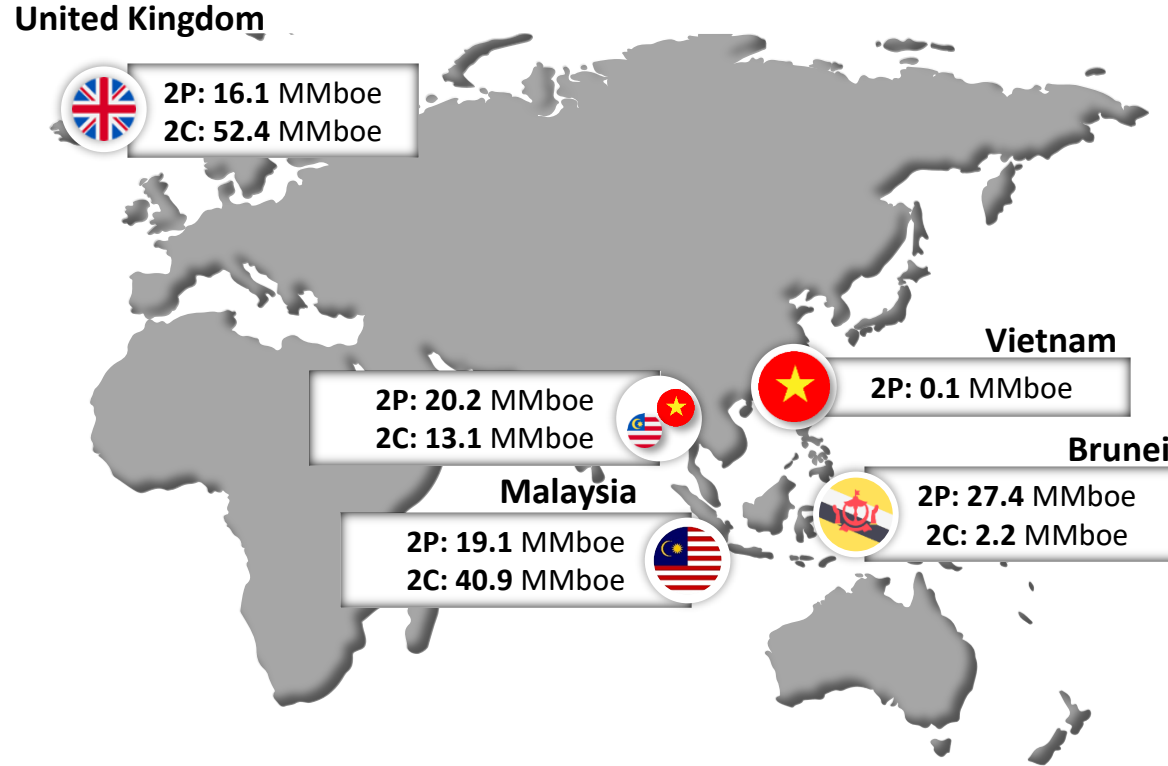 United Kingdom
2P: 16.1 MMboe
2C: 52.4 MMboe
Vietnam
2P: 0.1 MMboe
2P: 20.2 MMboe
2C: 13.1 MMboe
Brunei
2P: 27.4 MMboe
2C: 2.2 MMboe
Malaysia
2P: 19.1 MMboe
2C: 40.9 MMboe